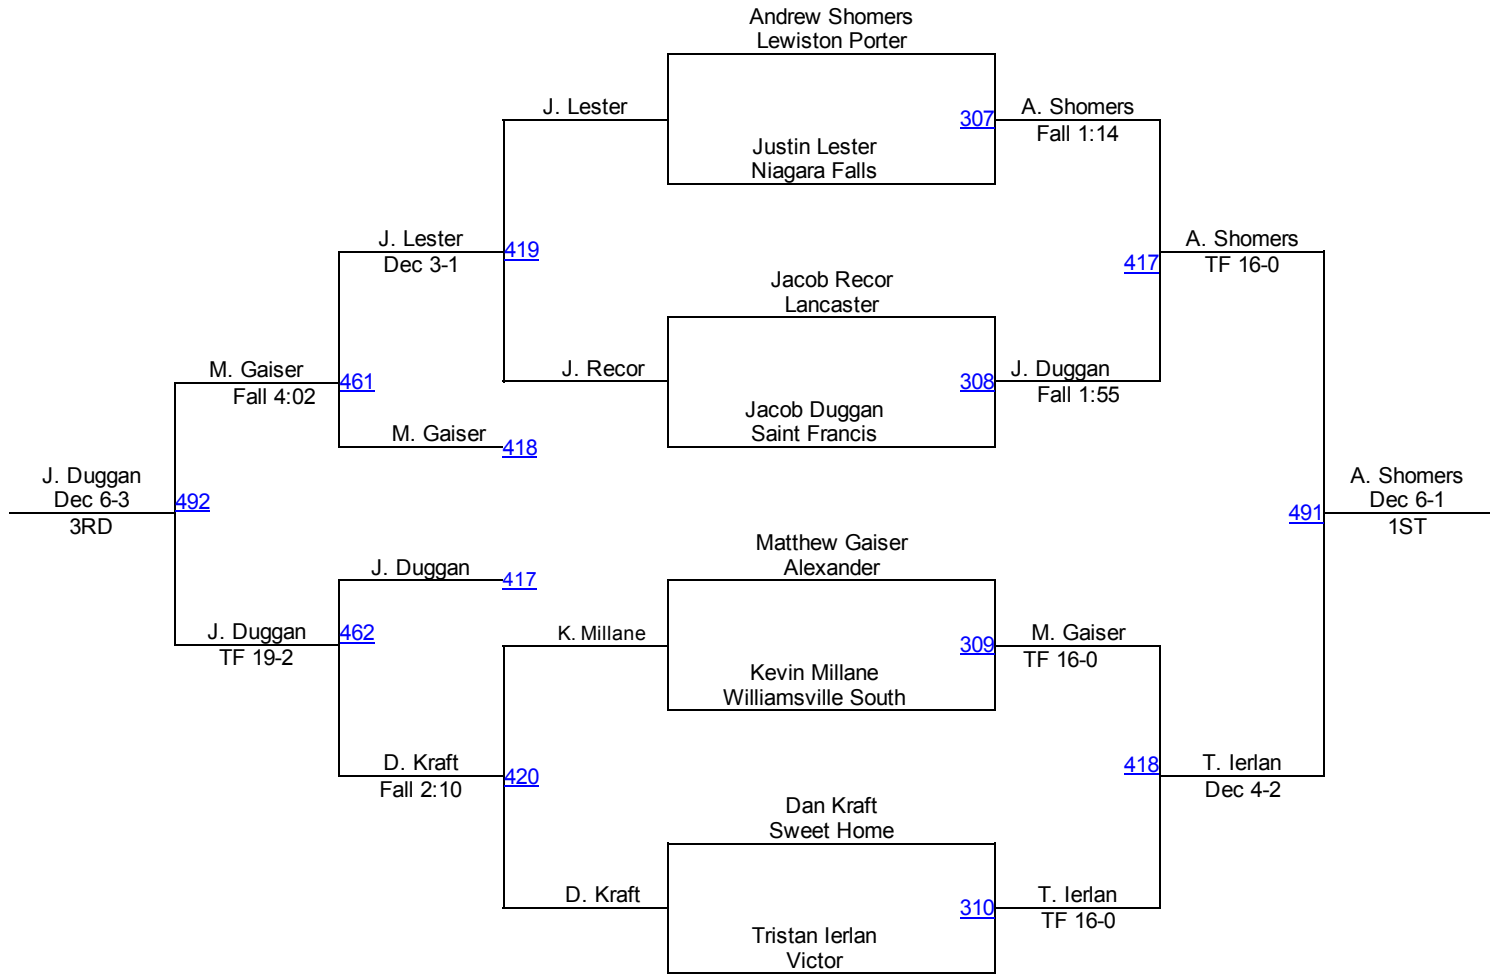 Andrew Shomers
Lewiston Porter
J. Lester
307
A. Shomers
Fall 1:14
Justin Lester
Niagara Falls
J. Lester
Dec 3-1
419
417
A. Shomers
TF 16-0
Jacob Recor
Lancaster
M. Gaiser
Fall 4:02
461
J. Recor
308
J. Duggan
Fall 1:55
Jacob Duggan
Saint Francis
M. Gaiser
418
J. Duggan
Dec 6-3
3RD
492
491
A. Shomers
Dec 6-1
1ST
Matthew Gaiser
Alexander
J. Duggan
417
J. Duggan
TF 19-2
462
K. Millane
309
M. Gaiser
TF 16-0
Kevin Millane
Williamsville South
D. Kraft
Fall 2:10
420
418
T. Ierlan
Dec 4-2
Dan Kraft
Sweet Home
D. Kraft
310
T. Ierlan
TF 16-0
Tristan Ierlan
Victor